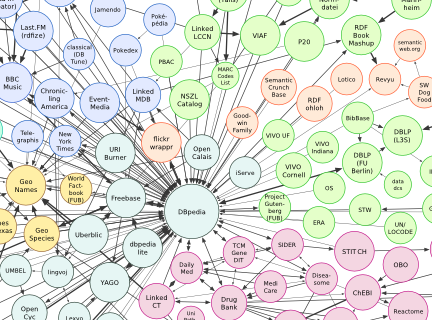 Jamendo
Poké-
pédia
Last.FM
(rdfize)
Linked
LCCN
VIAF
P20
RDF
Book
Mashup
semantic
web.org
classical
(DB
Tune)
Pokedex
PBAC
MARC
Codes
List
BBC
Music
Chronic-
ling
America
Event-
Media
Linked
MDB
NSZL
Catalog
Semantic
Crunch
Base
RDF
ohloh
Lotico
Revyu
SW
Dog
Food
Good-
win
Family
BibBase
Tele-
graphis
New
York
Times
URI
Burner
flickr
wrappr
Open
Calais
VIVO UF
VIVO
Indiana
DBLP
(L3S)
iServe
VIVO
Cornell
DBLP
(FU
Berlin)
data
dcs
Geo
Names
World
Fact-
book
(FUB)
Freebase
DBpedia
OS
Project
Guten-
berg
(FUB)
STW
ERA
UN/
LOCODE
Geo
Species
Uberblic
dbpedia
lite
TCM
Gene
DIT
SIDER
STITCH
OBO
UMBEL
lingvoj
YAGO
Daily
Med
Medi
Care
Disea-
some
ChEBI
Open
Cyc
Lexvo
Linked
CT
Uni
Drug
Bank
Reactome